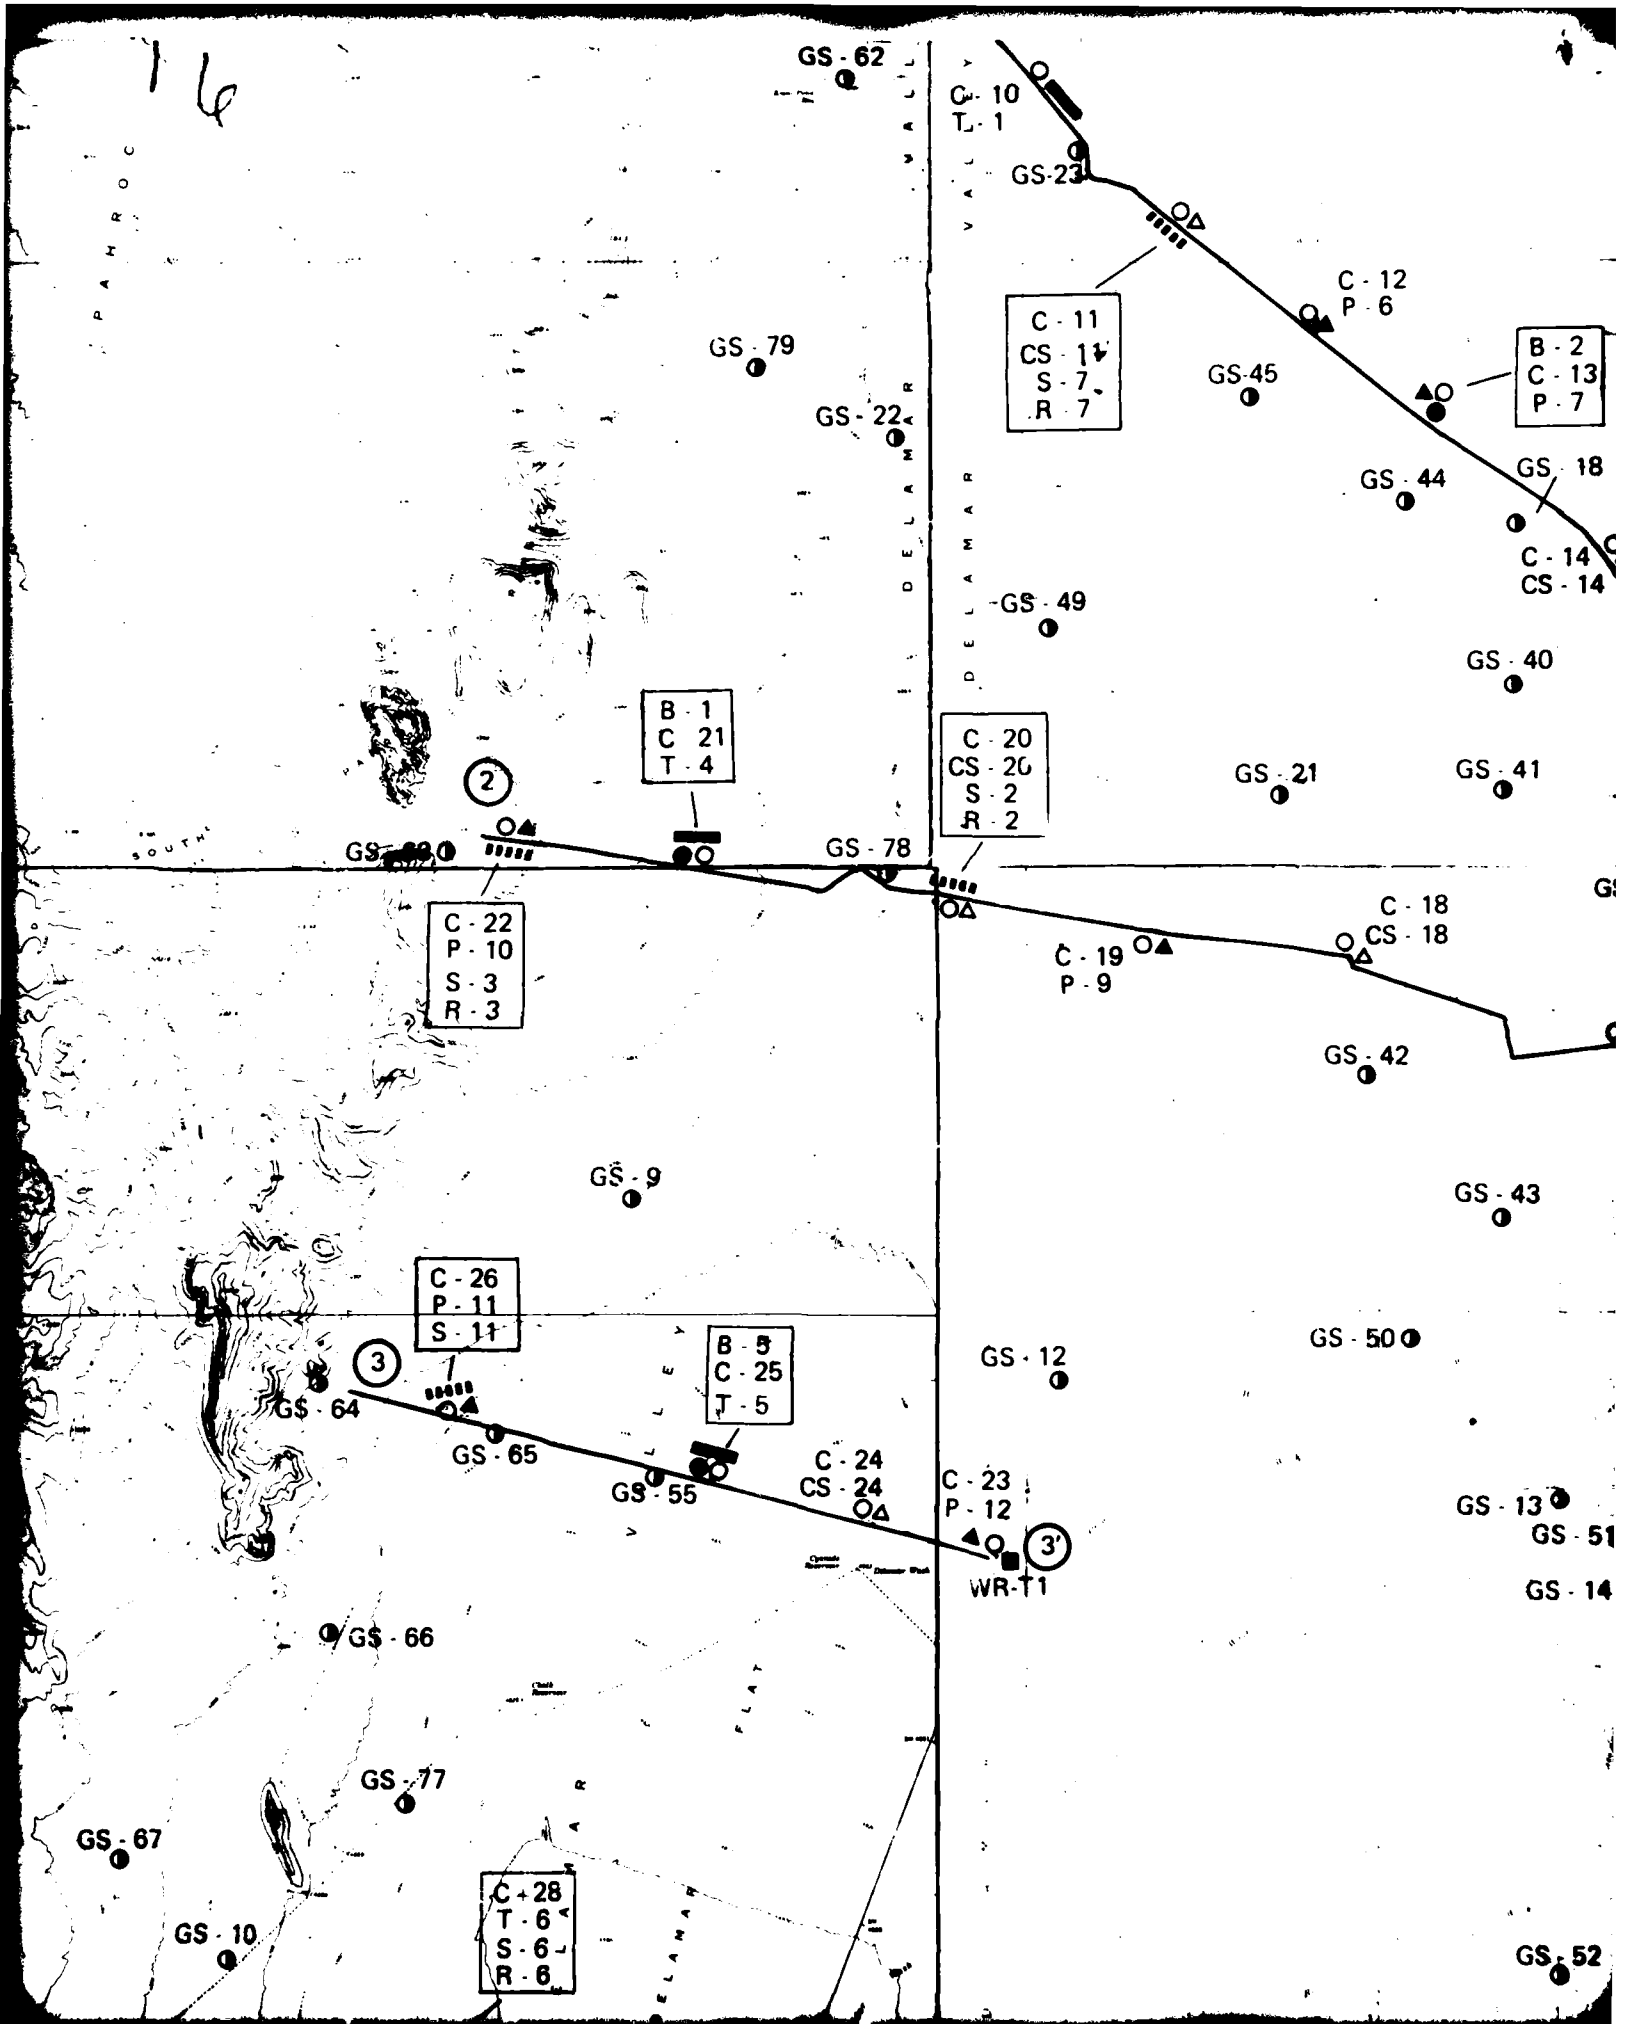 16
GS - 62
C - 10
T - 1
GS-23
VALLEY
PAHROC
C - 12
P - 6
C - 11
CS - 11
S - 7
R - 7
B - 2
C - 13
P - 7
GS - 79
GS-45
GS - 22
GS - 44
GS - 18
DELAMAR
DELAMAR
C - 14
CS - 14
GS - 49
GS - 40
B - 1
C 21
T - 4
C - 20
CS - 20
S - 2
R - 2
2
GS - 21
GS - 41
SOUTH
GS - 78
C - 22
P - 10
S - 3
R - 3
C - 18
CS - 18
C - 19
P - 9
GS - 42
GS - 9
GS - 43
C - 26
P - 11
S - 11
3
B - 5
C - 25
T - 5
GS - 12
GS - 50
GS - 64
GS - 65
VALLEY
GS - 55
C - 24
CS - 24
C - 23
P - 12
GS - 13
GS - 51
3'
WR-T1
GS - 14
Delamar Wash
GS - 66
Chalk
Reservoir
FLAT
GS - 77
GS - 67
C - 28
T - 6
S - 6
R - 6
GS - 10
GS - 52